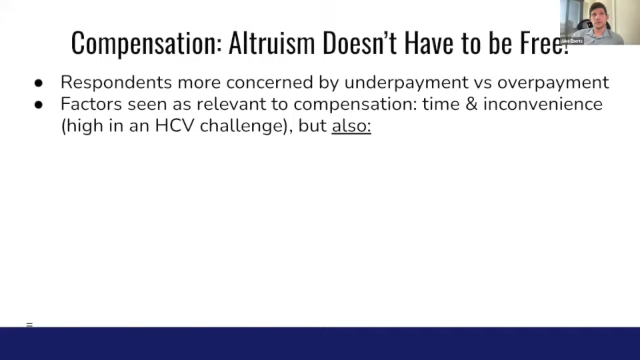 Compensation: Altruism Doesn't Have to be Free!
● Respondents more concerned by underpayment vs overpayment
● Factors seen as relevant to compensation: time & inconvenience
(high in an HCV challenge), but also: